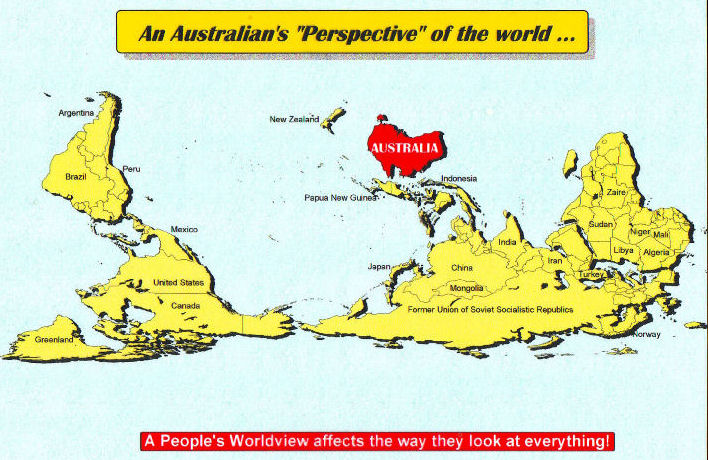 An Australian's "Perspective" of the world ...
Argentina
New Zealand
AUSTRALIA
Brazil
Peru
Indonesia
Papua New Guinea
Zaire
Mexico
Sudan
Niger
Mali
India
Libya
Algeria
Japan
China
Iran
Turkey
United States
Mongolia
Canada
Former Union of Soviet Socialistic Republics
Greenland
Norway
A People's Worldview affects the way they look at everything!